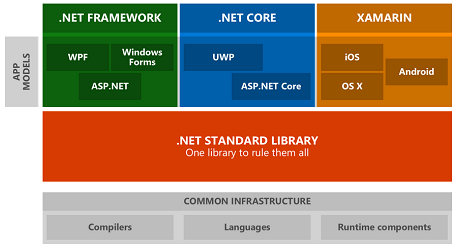 .NET FRAMEWORK
.NET CORE
XAMARIN
APP
MODELS
WPF
Windows
Forms
ASP.NET
UWP
ASP.NET Core
iOS
OS X
Android
.NET STANDARD LIBRARY
One library to rule them all
COMMON INFRASTRUCTURE
Compilers
Languages
Runtime components